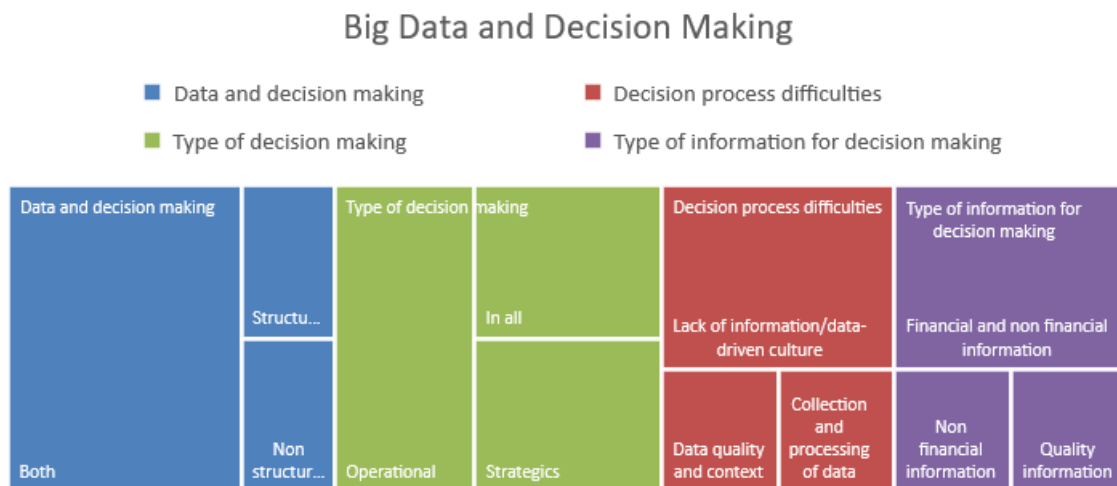 Big Data and Decision Making
Data and decision making
Decision process difficulties
Type of decision making
Type of information for decision making
Data and decision making
Structu...
Non
structur...
Both
Type of decision making
In all
Operational
Strategics
Decision process difficulties
Lack of information/data-
driven culture
Data quality
and context
Collection
and
processing
of data
Type of information for
decision making
Financial and non financial
information
Non
financial
information
Quality
information